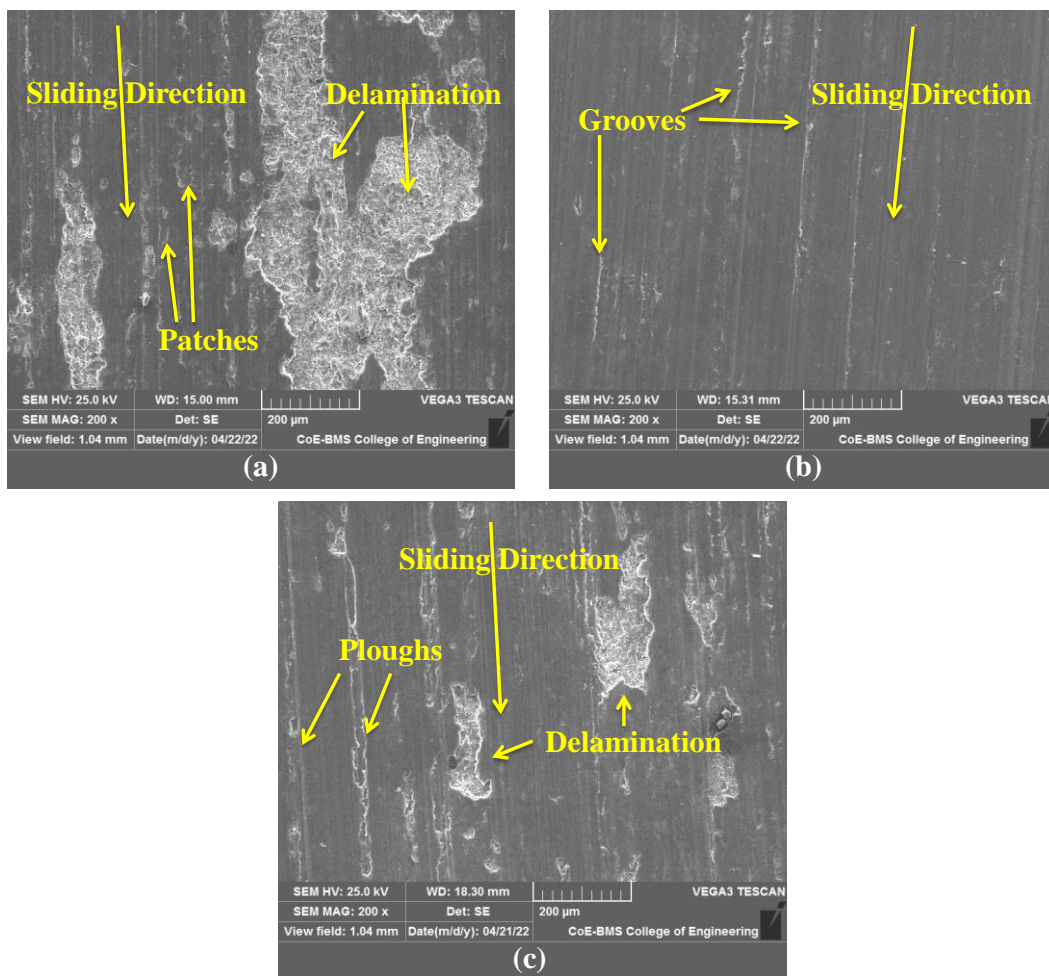 Sliding Direction
Delamination
Patches
SEM HV: 25.0 kV WD: 15.00 mm VEGA3 TESCAN
SEM MAG: 200 x Det: SE 200 µm
View field: 1.04 mm Date(m/d/y): 04/22/22 CoE-BMS College of Engineering
(a)
Sliding Direction
Grooves
SEM HV: 25.0 kV WD: 15.31 mm VEGA3 TESCAN
SEM MAG: 200 x Det: SE 200 µm
View field: 1.04 mm Date(m/d/y): 04/22/22 CoE-BMS College of Engineering
(b)
Sliding Direction
Ploughs
Delamination
SEM HV: 25.0 kV WD: 18.30 mm VEGA3 TESCAN
SEM MAG: 200 x Det: SE 200 µm
View field: 1.04 mm Date(m/d/y): 04/21/22 CoE-BMS College of Engineering
(c)